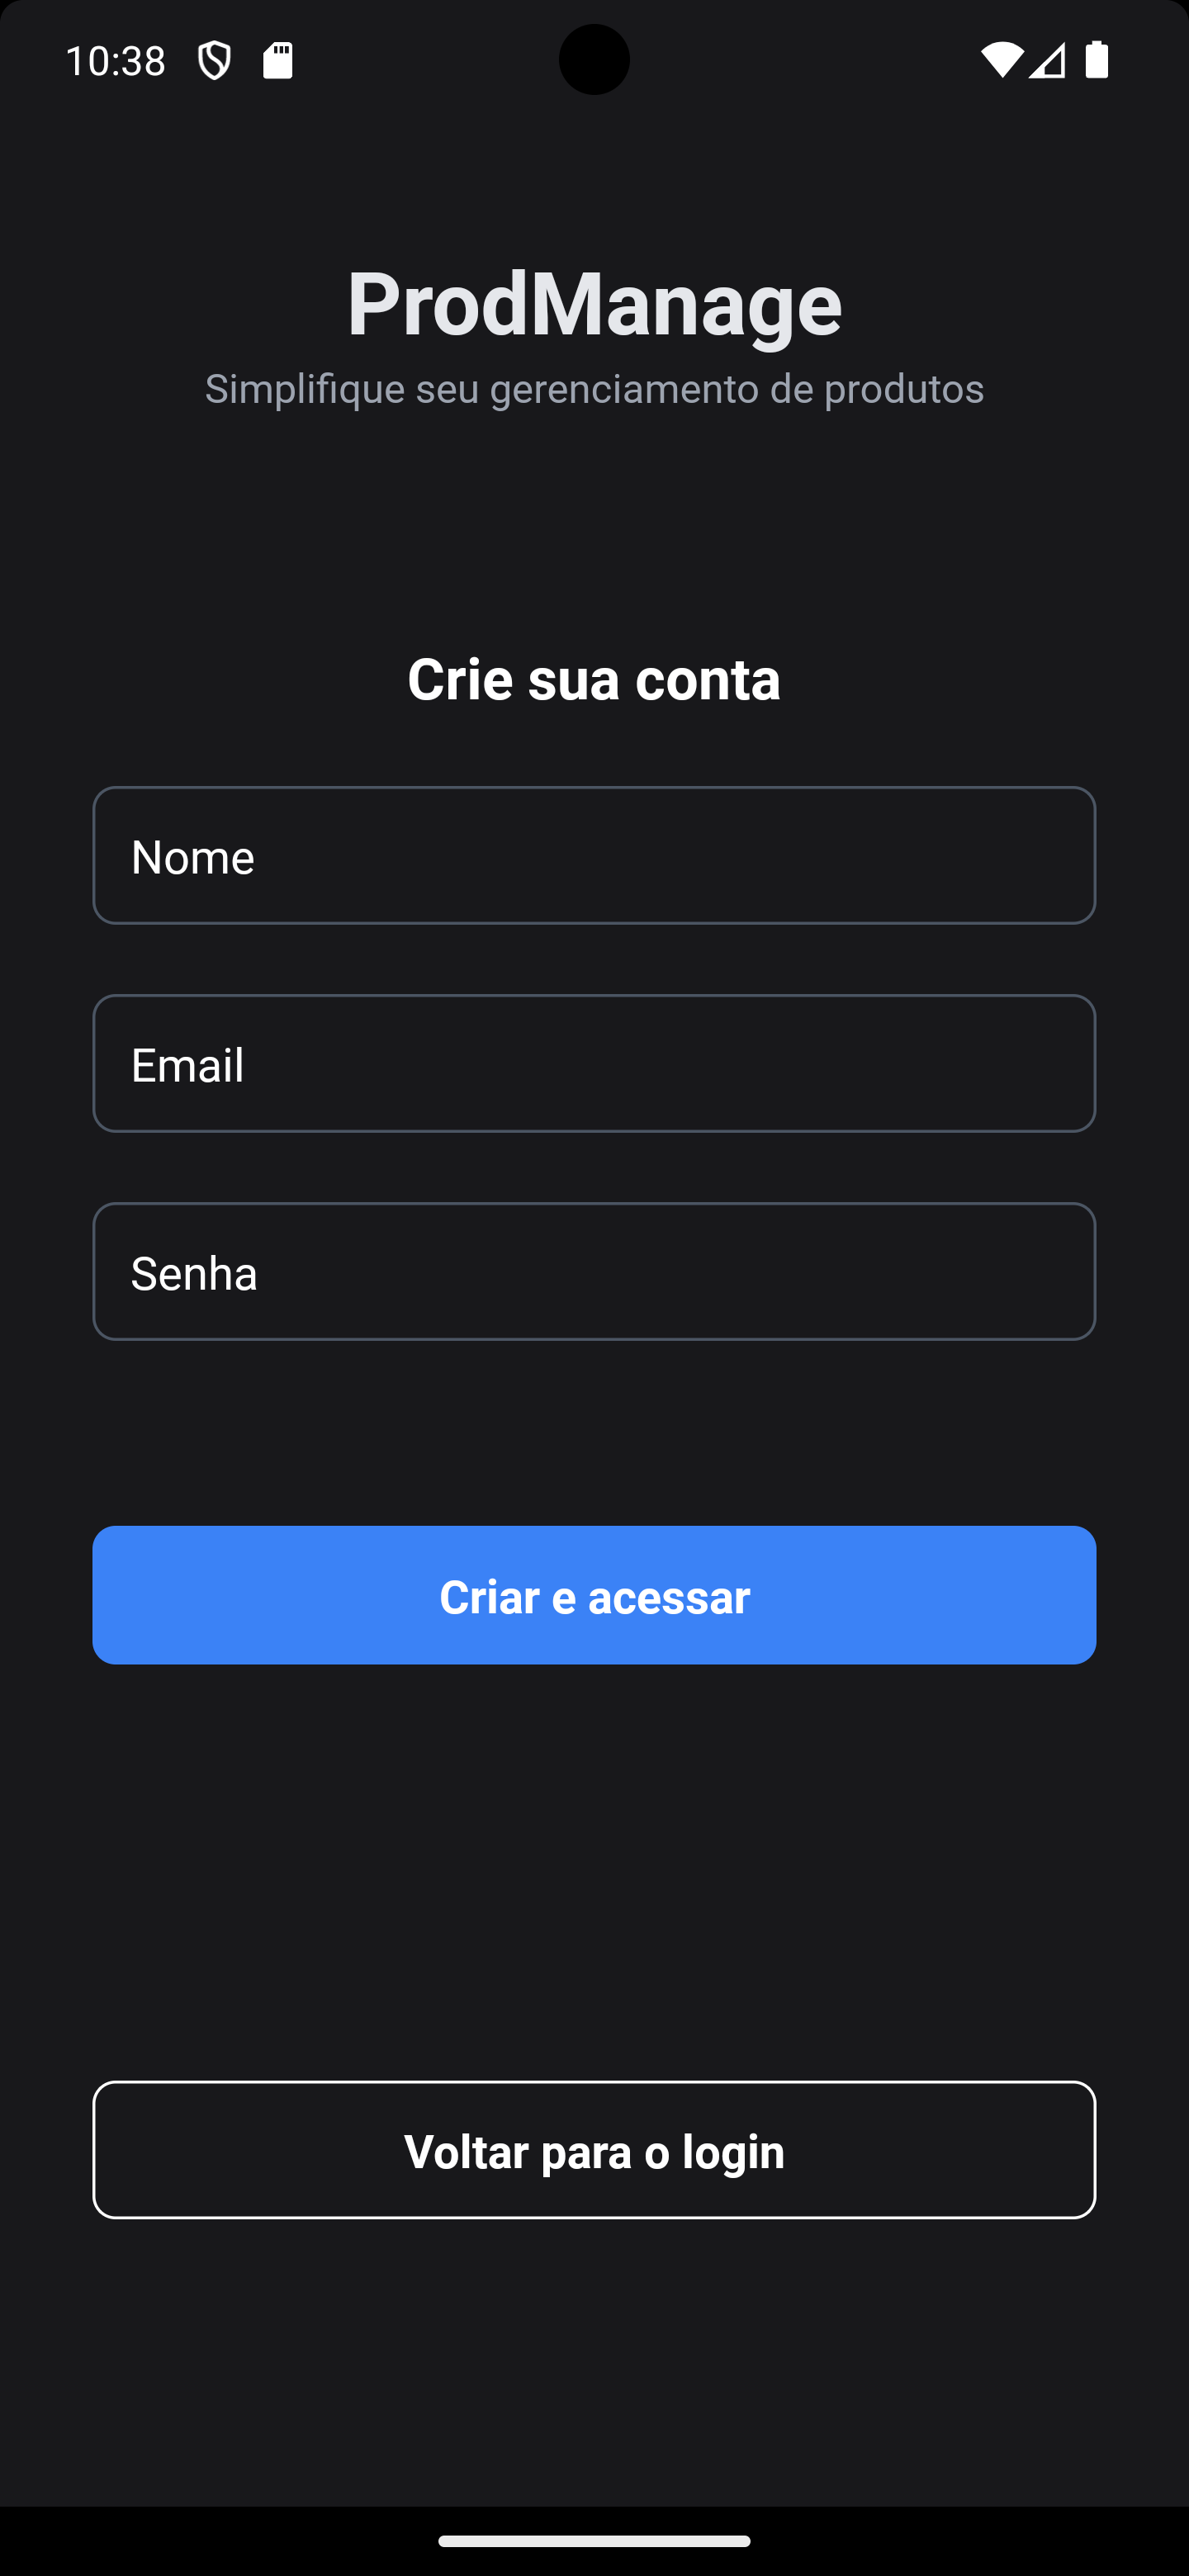 10:38
ProdManage
Simplifique seu gerenciamento de produtos
Crie sua conta
Nome
Email
Senha
Criar e acessar
Voltar para o login